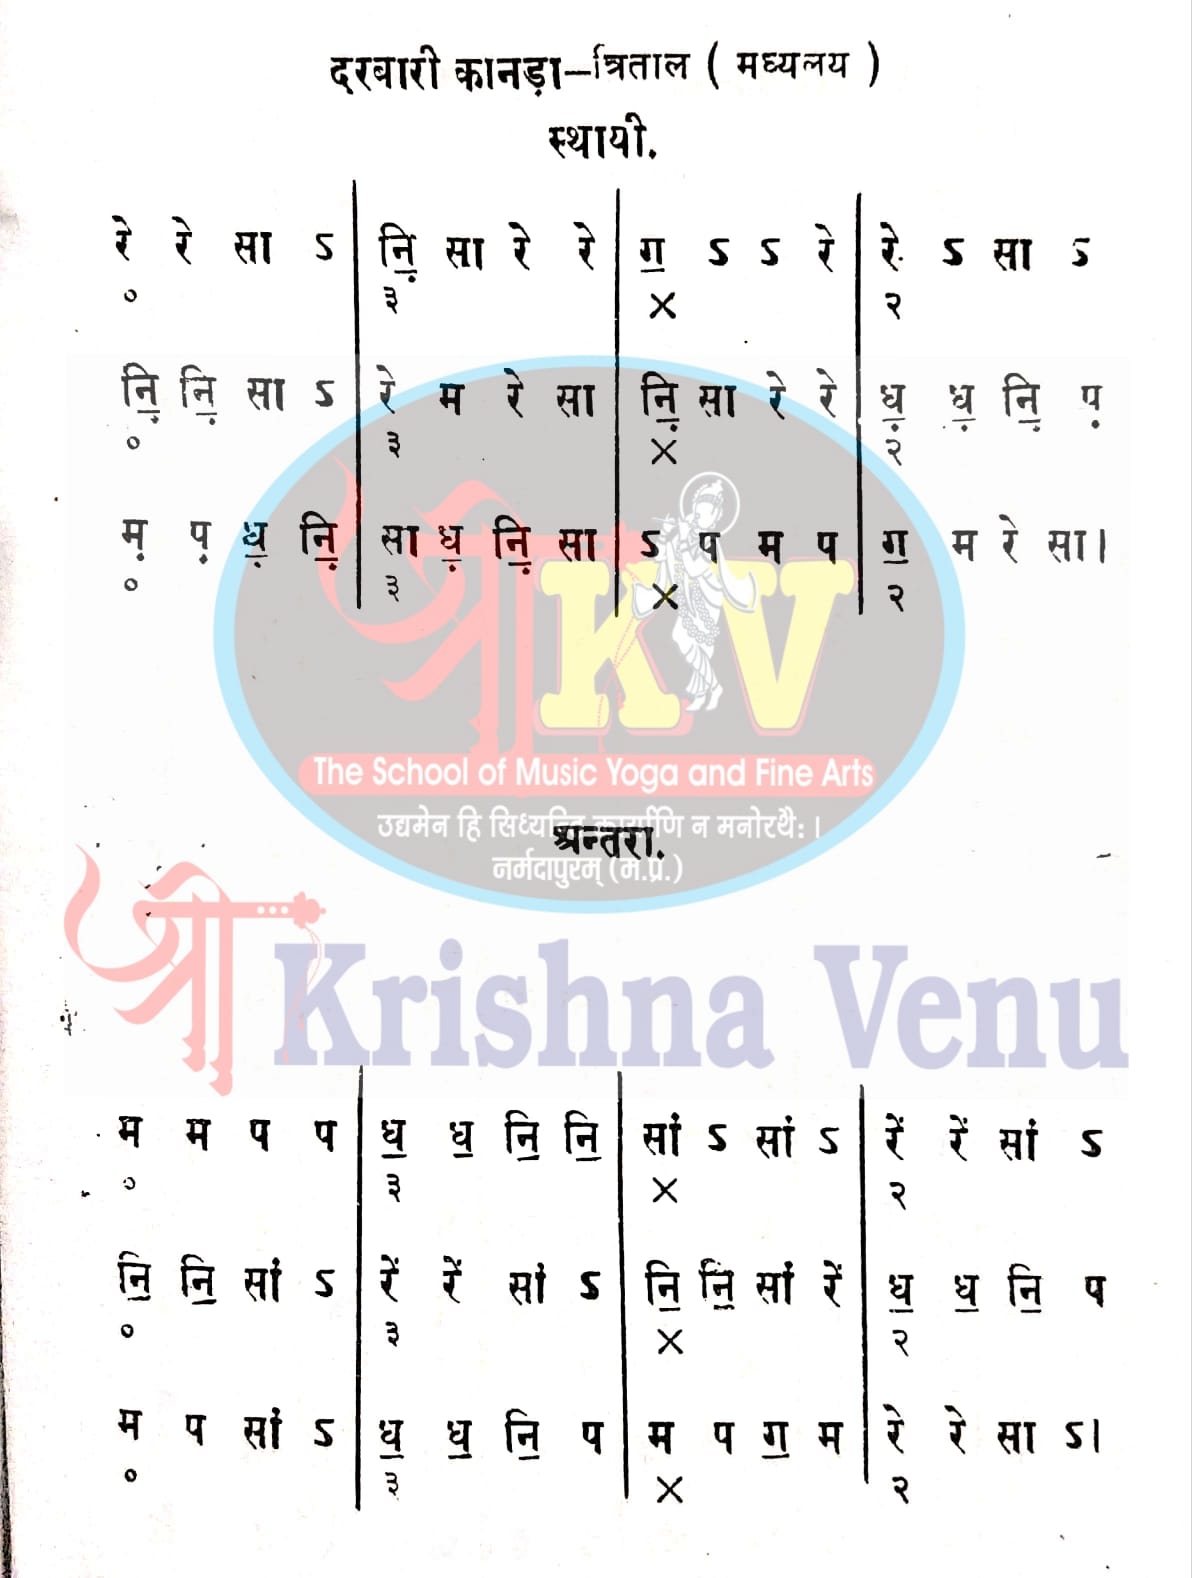 दरबारी कानड़ा–त्रिताल ( मध्यलय )
स्थायी.
रे रे सा ऽ | नि़॒ सा रे रे | ग॒ ऽ ऽ रे | रे ऽ सा ऽ
० ३ × २
नि़॒ नि़॒ सा ऽ | रे म रे सा | नि़॒ सा रे रे | ध़॒ ध़॒ नि़॒ प़
० ३ × २
म़ प़ ध़॒ नि़॒ | सा ध़॒ नि़॒ सा | ऽ प म प | ग॒ म रे सा।
० ३ × २
श्री KV
The School of Music Yoga and Fine Arts
उद्यमेन हि सिध्यन्ति कार्याणि न मनोरथैः।
अन्तरा.
नर्मदापुरम् (म.प्र.)
श्री Krishna Venu
म म प प | ध॒ ध॒ नि॒ नि॒ | सां ऽ सां ऽ | रें रें सां ऽ
० ३ × २
नि॒ नि॒ सां ऽ | रें रें सां ऽ | नि॒ नि॒ सां रें | ध॒ ध॒ नि॒ प
० ३ × २
म प सां ऽ | ध॒ ध॒ नि॒ प | म प ग॒ म | रे रे सा ऽ।
० ३ × २